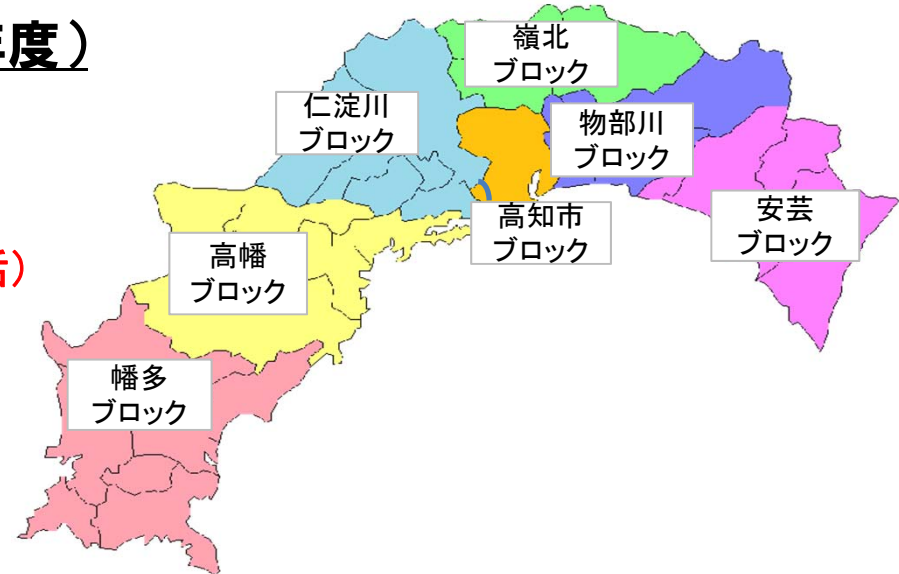 年度）
嶺北
ブロック
仁淀川
ブロック
物部川
ブロック
高知市
ブロック
安芸
ブロック
高幡
ブロック
括）
幡多
ブロック